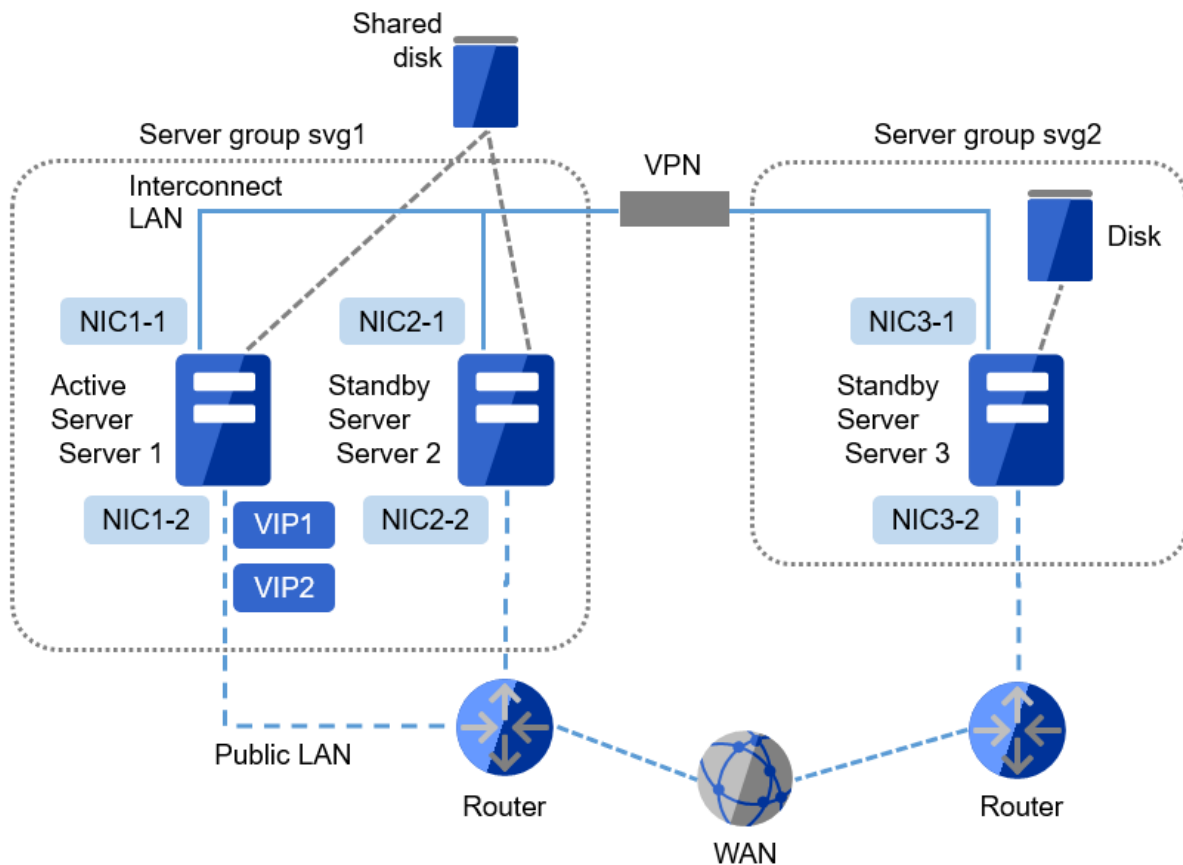 Shared
disk
Server group svg1
Server group svg2
VPN
Interconnect
LAN
Disk
NIC1-1
NIC2-1
NIC3-1
Active
Server
Server 1
Standby
Server
Server 2
Standby
Server
Server 3
NIC1-2
VIP1
NIC2-2
NIC3-2
VIP2
Public LAN
Router
Router
WAN